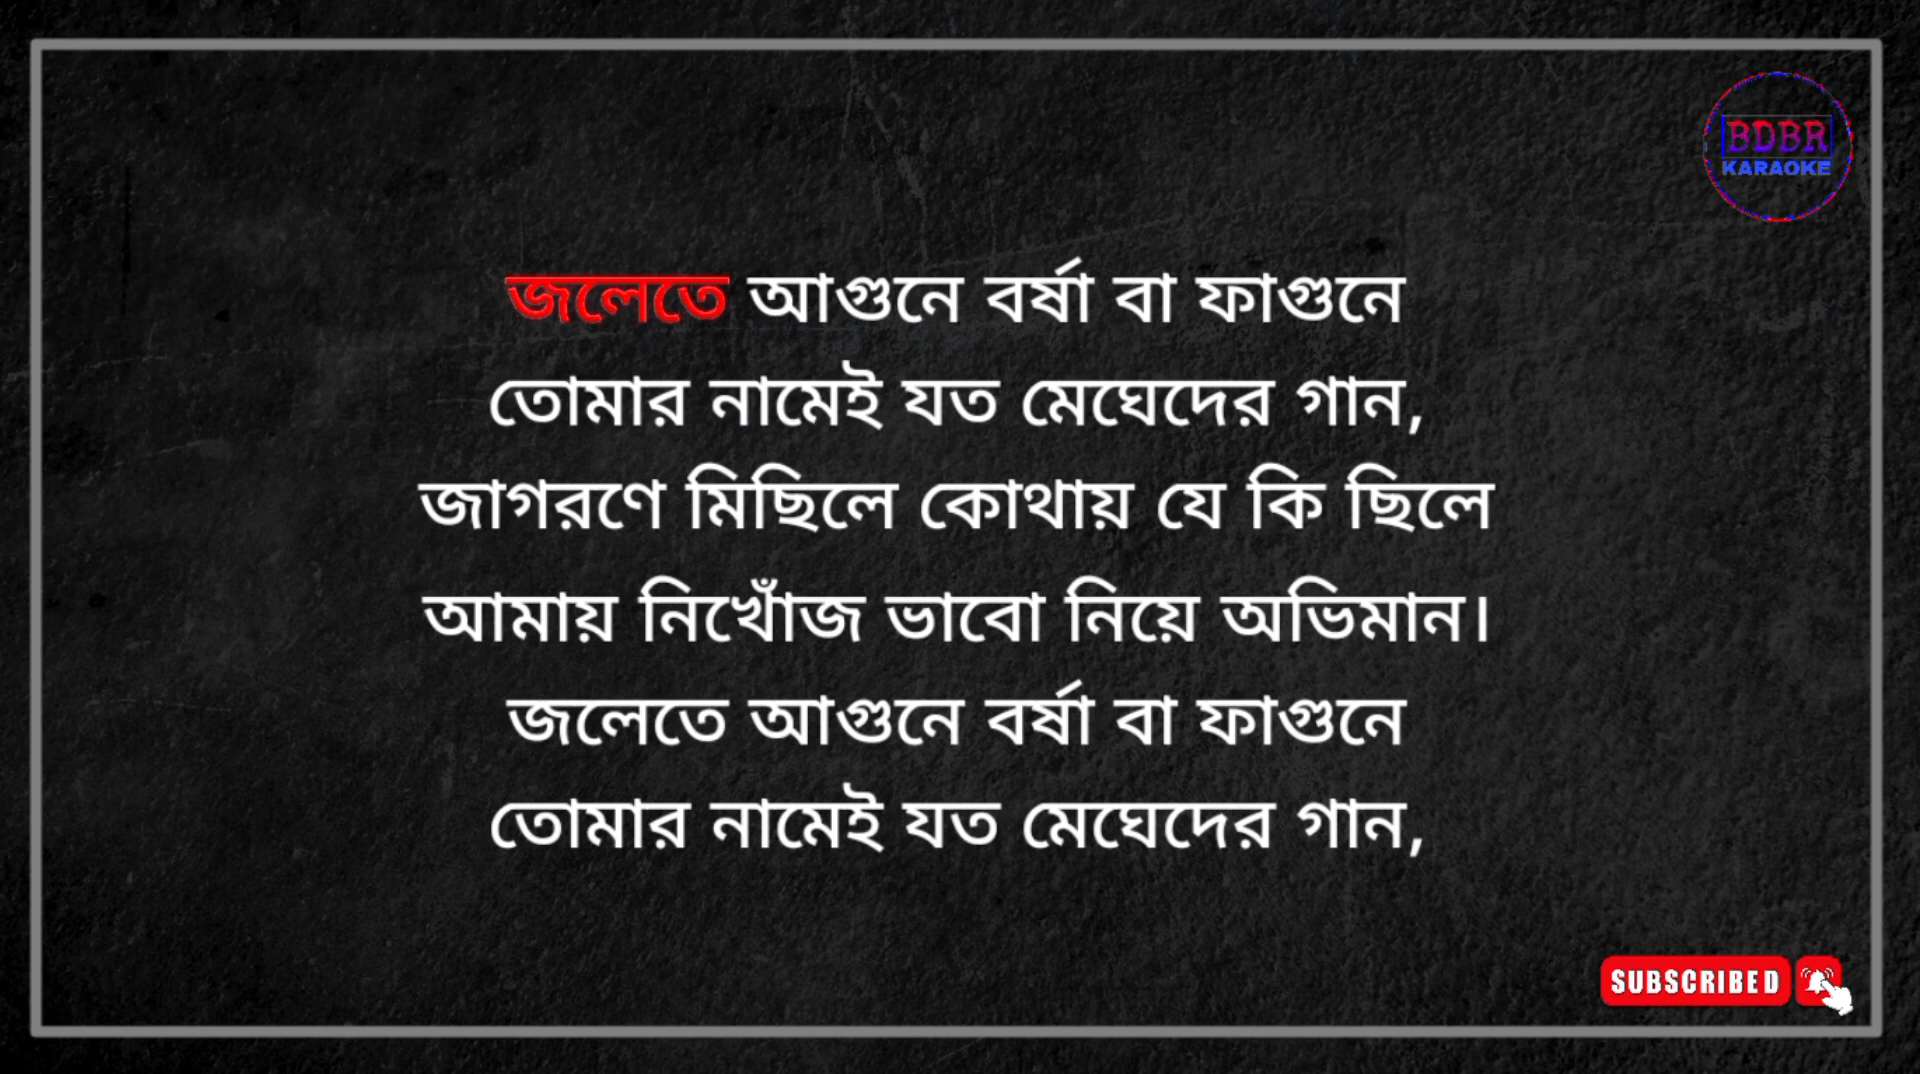 BDBR
KARAOKE
জলেতে আগুনে বর্ষা বা ফাগুনে
তোমার নামেই যত মেঘেদের গান,
জাগরণে মিছিলে কোথায় যে কি ছিলে
আমায় নিখোঁজ ভাবো নিয়ে অভিমান।
জলেতে আগুনে বর্ষা বা ফাগুনে
তোমার নামেই যত মেঘেদের গান,
SUBSCRIBED